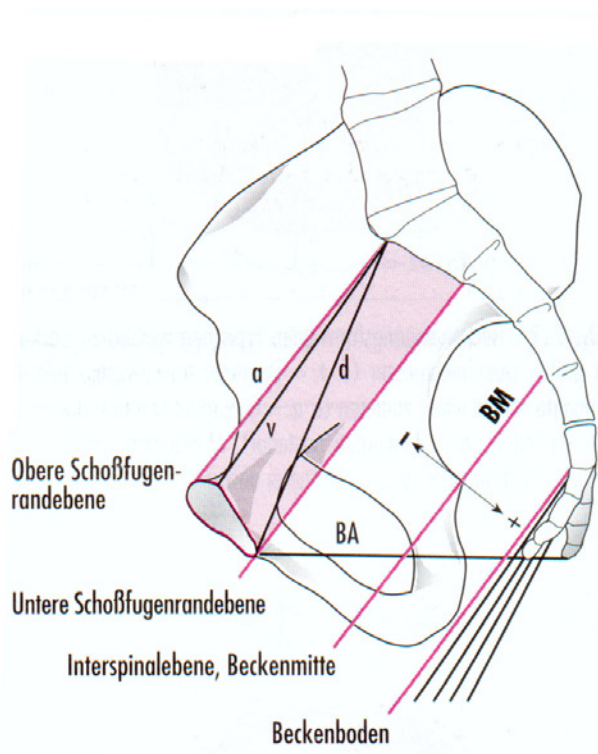 a
d
v
BM
–
+
BA
Obere Schoßfugen-
randebene
Untere Schoßfugenrandebene
Interspinalebene, Beckenmitte
Beckenboden